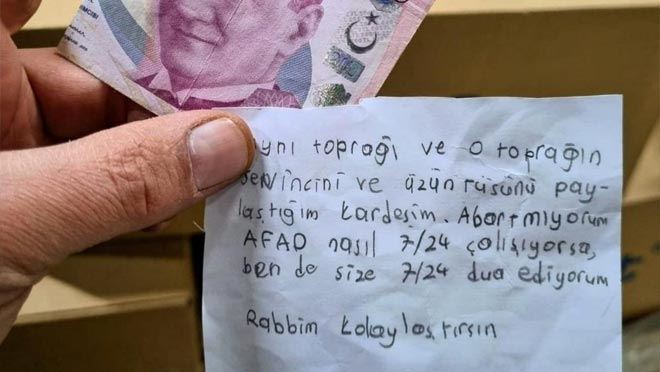 Aynı toprağı ve o toprağın
sevincini ve üzüntüsünü pay-
laştığım kardeşim. Abartmıyorum
AFAD nasıl 7/24 çalışıyorsa,
ben de size 7/24 dua ediyorum
Rabbim kolaylaştırsın